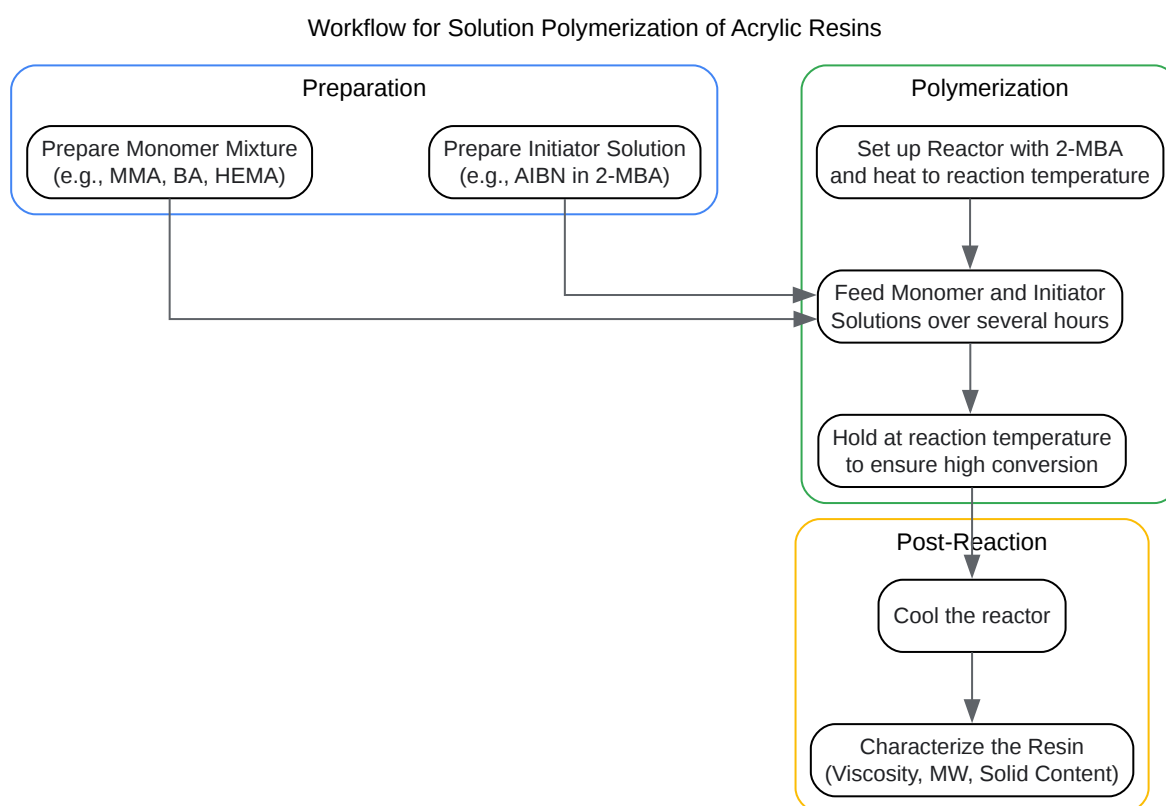 Workflow for Solution Polymerization of Acrylic Resins
Preparation
Prepare Monomer Mixture
(e.g., MMA, BA, HEMA)
Prepare Initiator Solution
(e.g., AIBN in 2-MBA)
Polymerization
Set up Reactor with 2-MBA
and heat to reaction temperature
Feed Monomer and Initiator
Solutions over several hours
Hold at reaction temperature
to ensure high conversion
Post-Reaction
Cool the reactor
Characterize the Resin
(Viscosity, MW, Solid Content)